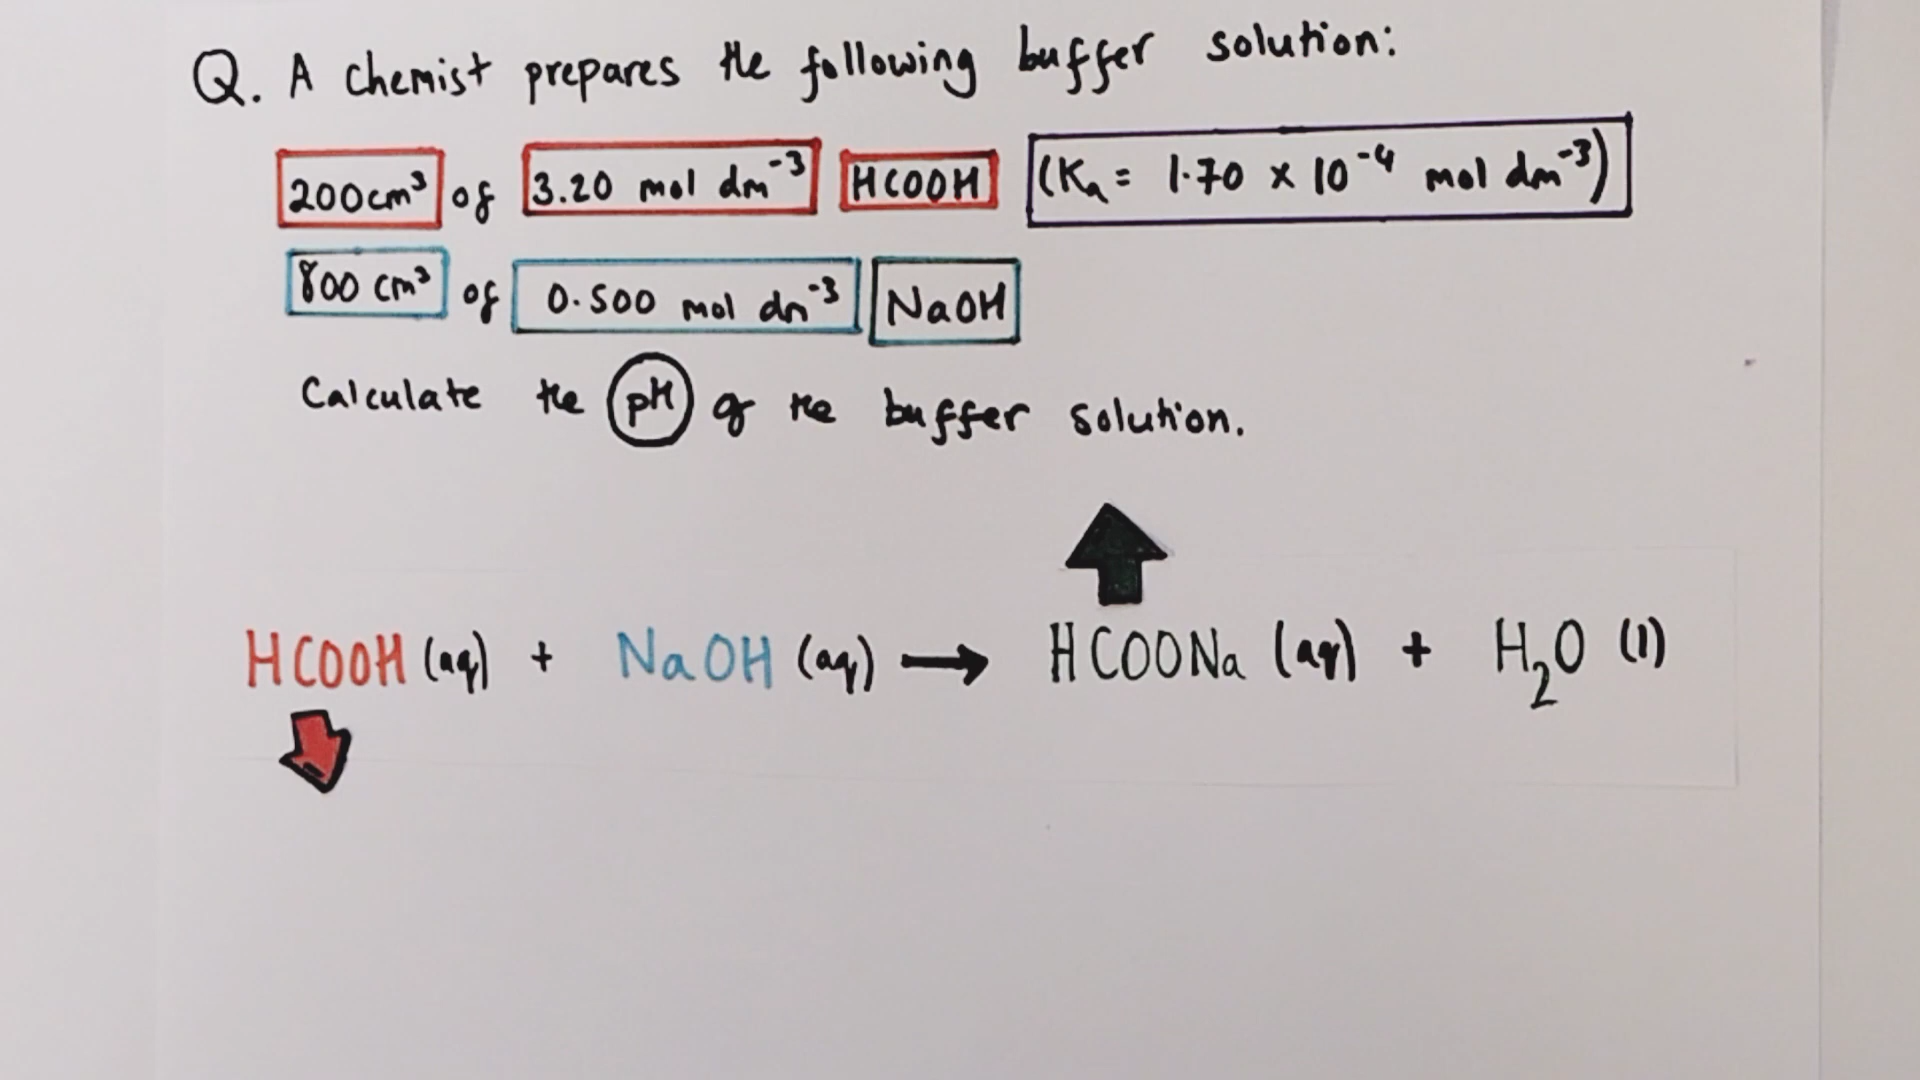 Q. A chemist prepares the following buffer solution:
200cm³ of 3.20 mol dm⁻³ HCOOH (Ka = 1.70 x 10⁻⁴ mol dm⁻³)
800 cm³ of 0.500 mol dm⁻³ NaOH
Calculate the pH of the buffer solution.
HCOOH (aq) + NaOH (aq) → HCOONa (aq) + H₂O (l)